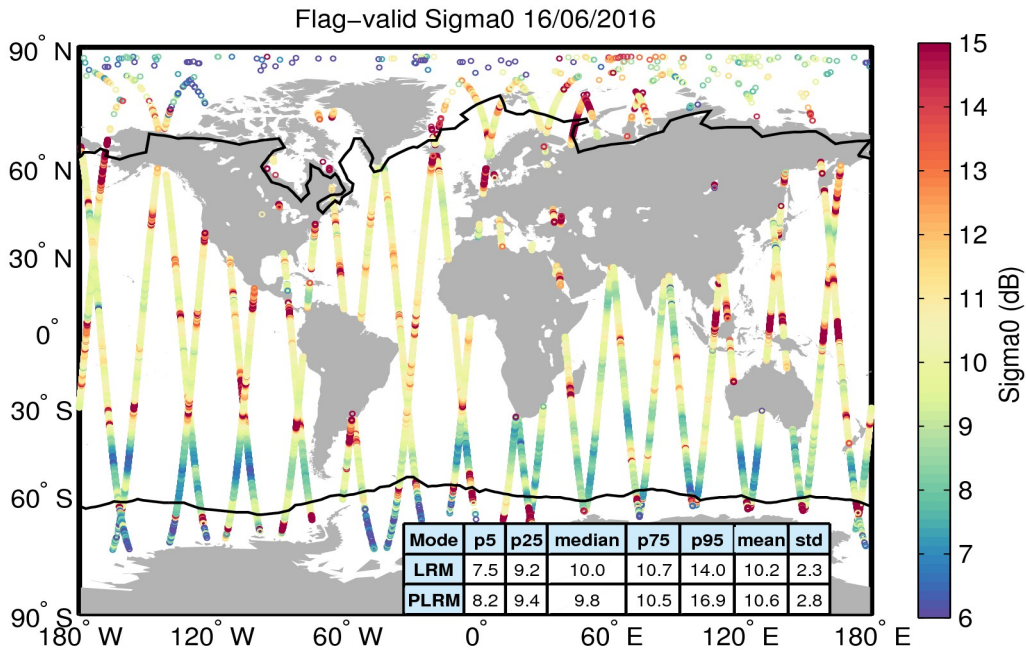 Flag−valid Sigma0 16/06/2016
90° N
60° N
30° N
0°
30° S
60° S
90° S
180° W
120° W
60° W
0°
60° E
120° E
180° E
Mode p5 p25 median p75 p95 mean std
LRM 7.5 9.2 10.0 10.7 14.0 10.2 2.3
PLRM 8.2 9.4 9.8 10.5 16.9 10.6 2.8
15
14
13
12
11
10
9
8
7
6
Sigma0 (dB)